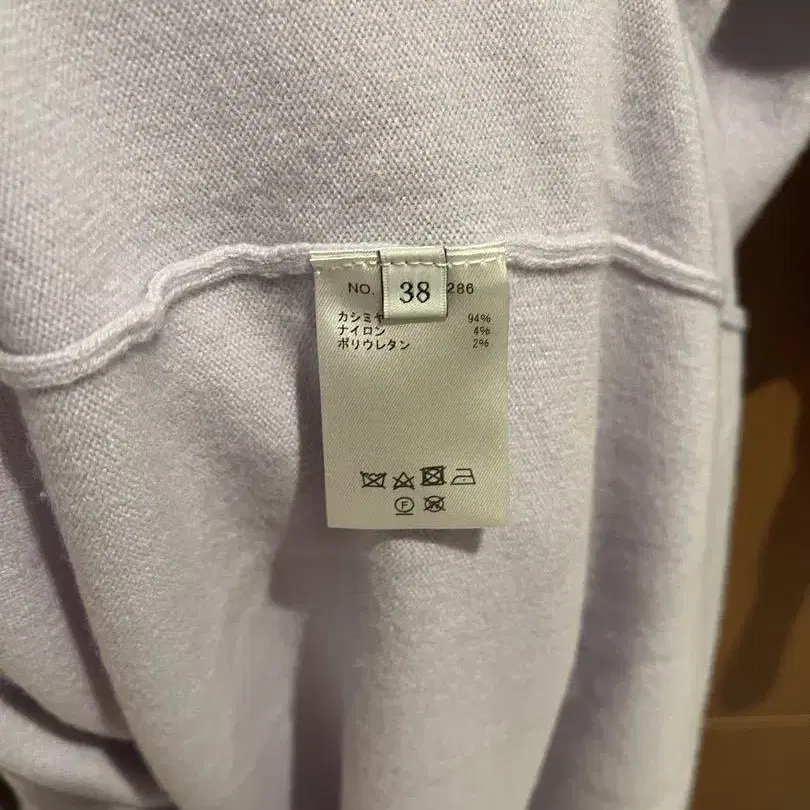 NO. 38 286
カシミヤ 94%
ナイロン 4%
ポリウレタン 2%
F W